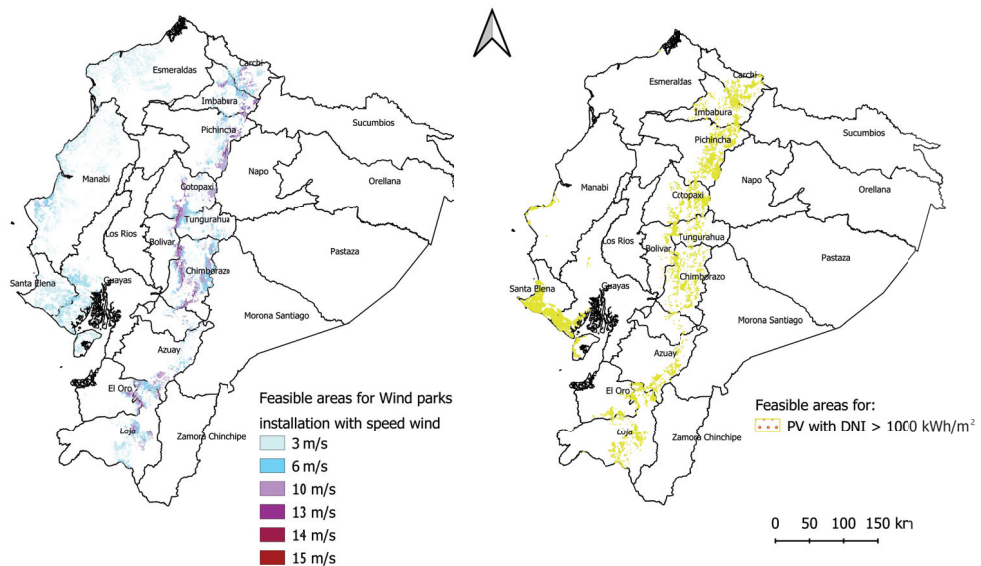 Esmeraldas
Carchi
Imbabura
Pichincha
Sucumbios
Napo
Orellana
Manabi
Cotopaxi
Tungurahua
Los Rios
Bolivar
Pastaza
Chimborazo
Santa Elena
Guayas
Morona Santiago
Azuay
El Oro
Loja
Zamora Chinchipe
Feasible areas for Wind parks
installation with speed wind
3 m/s
6 m/s
10 m/s
13 m/s
14 m/s
15 m/s
Esmeraldas
Carchi
Imbabura
Pichincha
Sucumbios
Napo
Orellana
Manabi
Cotopaxi
Tungurahua
Los Rios
Bolivar
Pastaza
Chimborazo
Santa Elena
Guayas
Morona Santiago
Azuay
El Oro
Loja
Zamora Chinchipe
Feasible areas for:
PV with DNI > 1000 kWh/m²
0 50 100 150 km